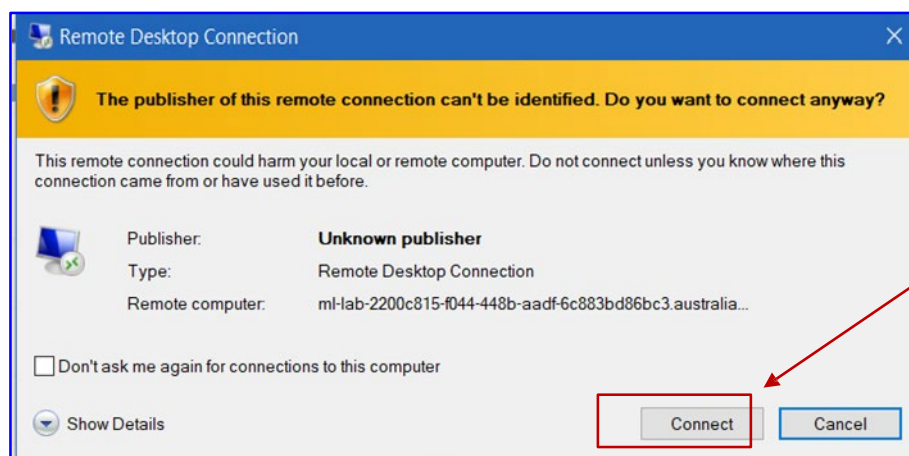 Remote Desktop Connection
The publisher of this remote connection can't be identified. Do you want to connect anyway?
This remote connection could harm your local or remote computer. Do not connect unless you know where this
connection came from or have used it before.
Publisher: Unknown publisher
Type: Remote Desktop Connection
Remote computer: ml-lab-2200c815-f044-448b-aadf-6c883bd86bc3.australia...
Don't ask me again for connections to this computer
Show Details Connect Cancel